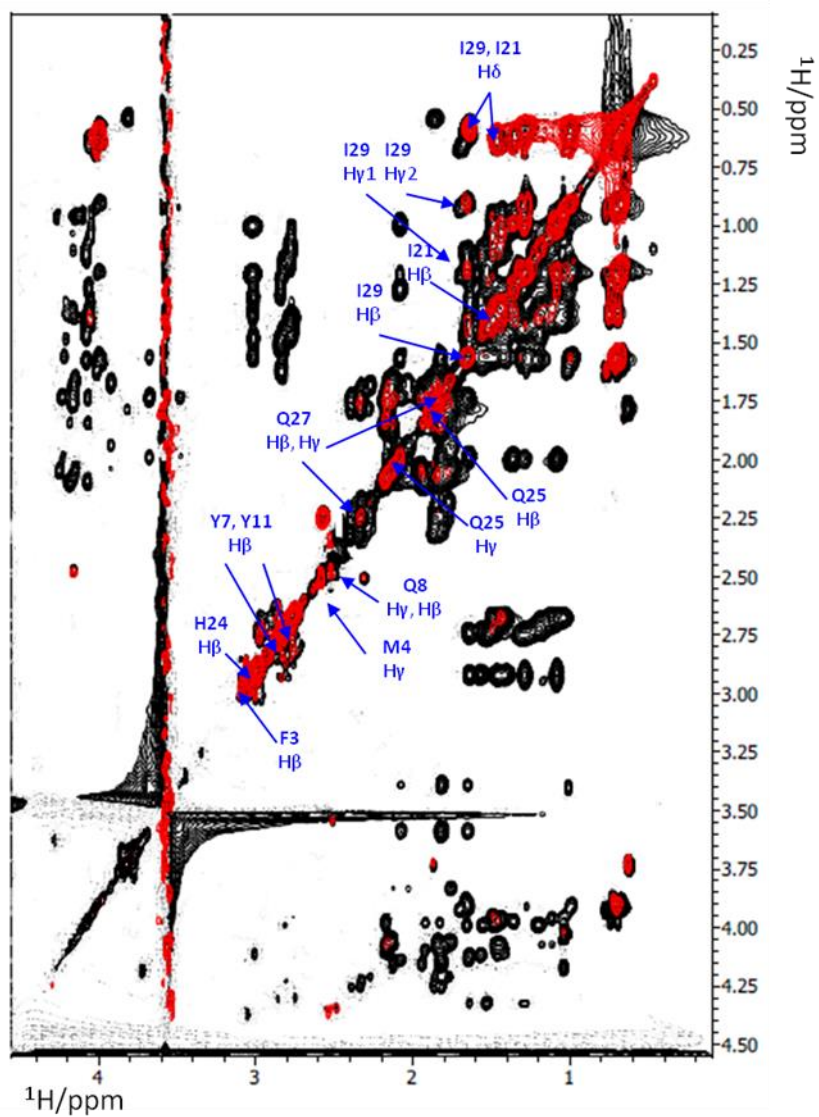 I29, I21
Hδ
I29 I29
Hγ1 Hγ2
I21
Hβ
I29
Hβ
Q27
Hβ, Hγ
Q25
Hβ
Y7, Y11
Hβ
Q25
Hγ
Q8
Hγ, Hβ
H24
Hβ
M4
Hγ
F3
Hβ
0.25
0.50
0.75
1.00
1.25
1.50
1.75
2.00
2.25
2.50
2.75
3.00
3.25
3.50
3.75
4.00
4.25
4.50
¹H/ppm
4 3 2 1
¹H/ppm